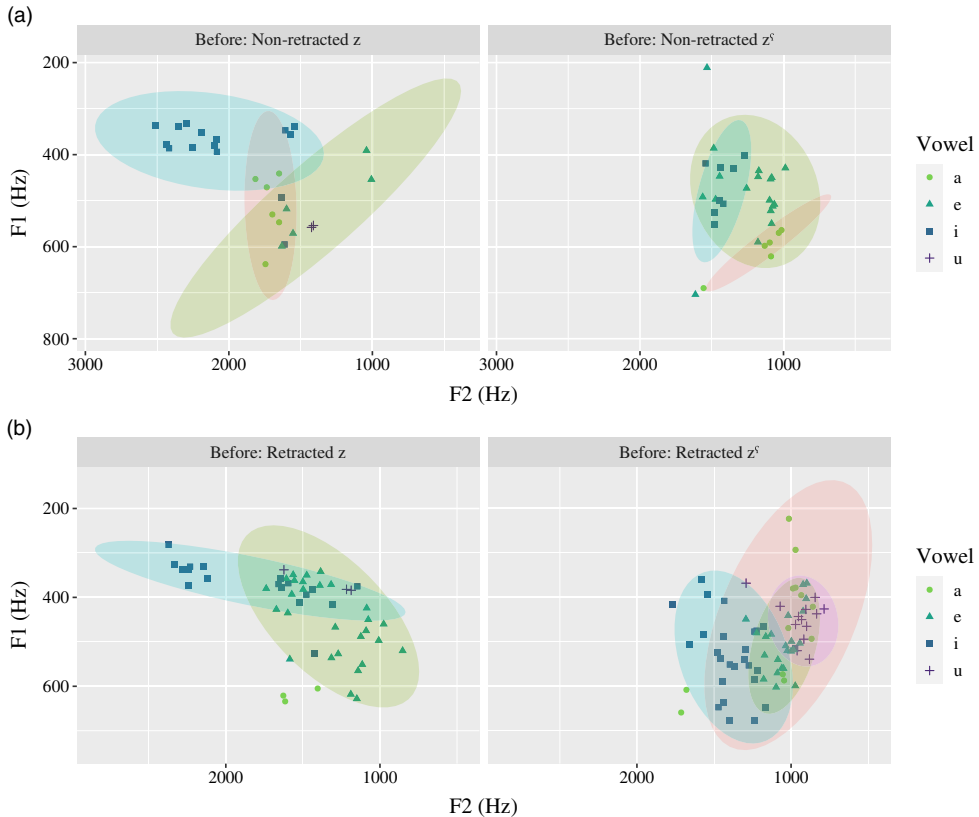 (a)
Before: Non-retracted z
Before: Non-retracted zˤ
F1 (Hz)
200
400
600
800
3000
2000
1000
3000
2000
1000
F2 (Hz)
Vowel
a
e
i
u
(b)
Before: Retracted z
Before: Retracted zˤ
F1 (Hz)
200
400
600
2000
1000
2000
1000
F2 (Hz)
Vowel
a
e
i
u